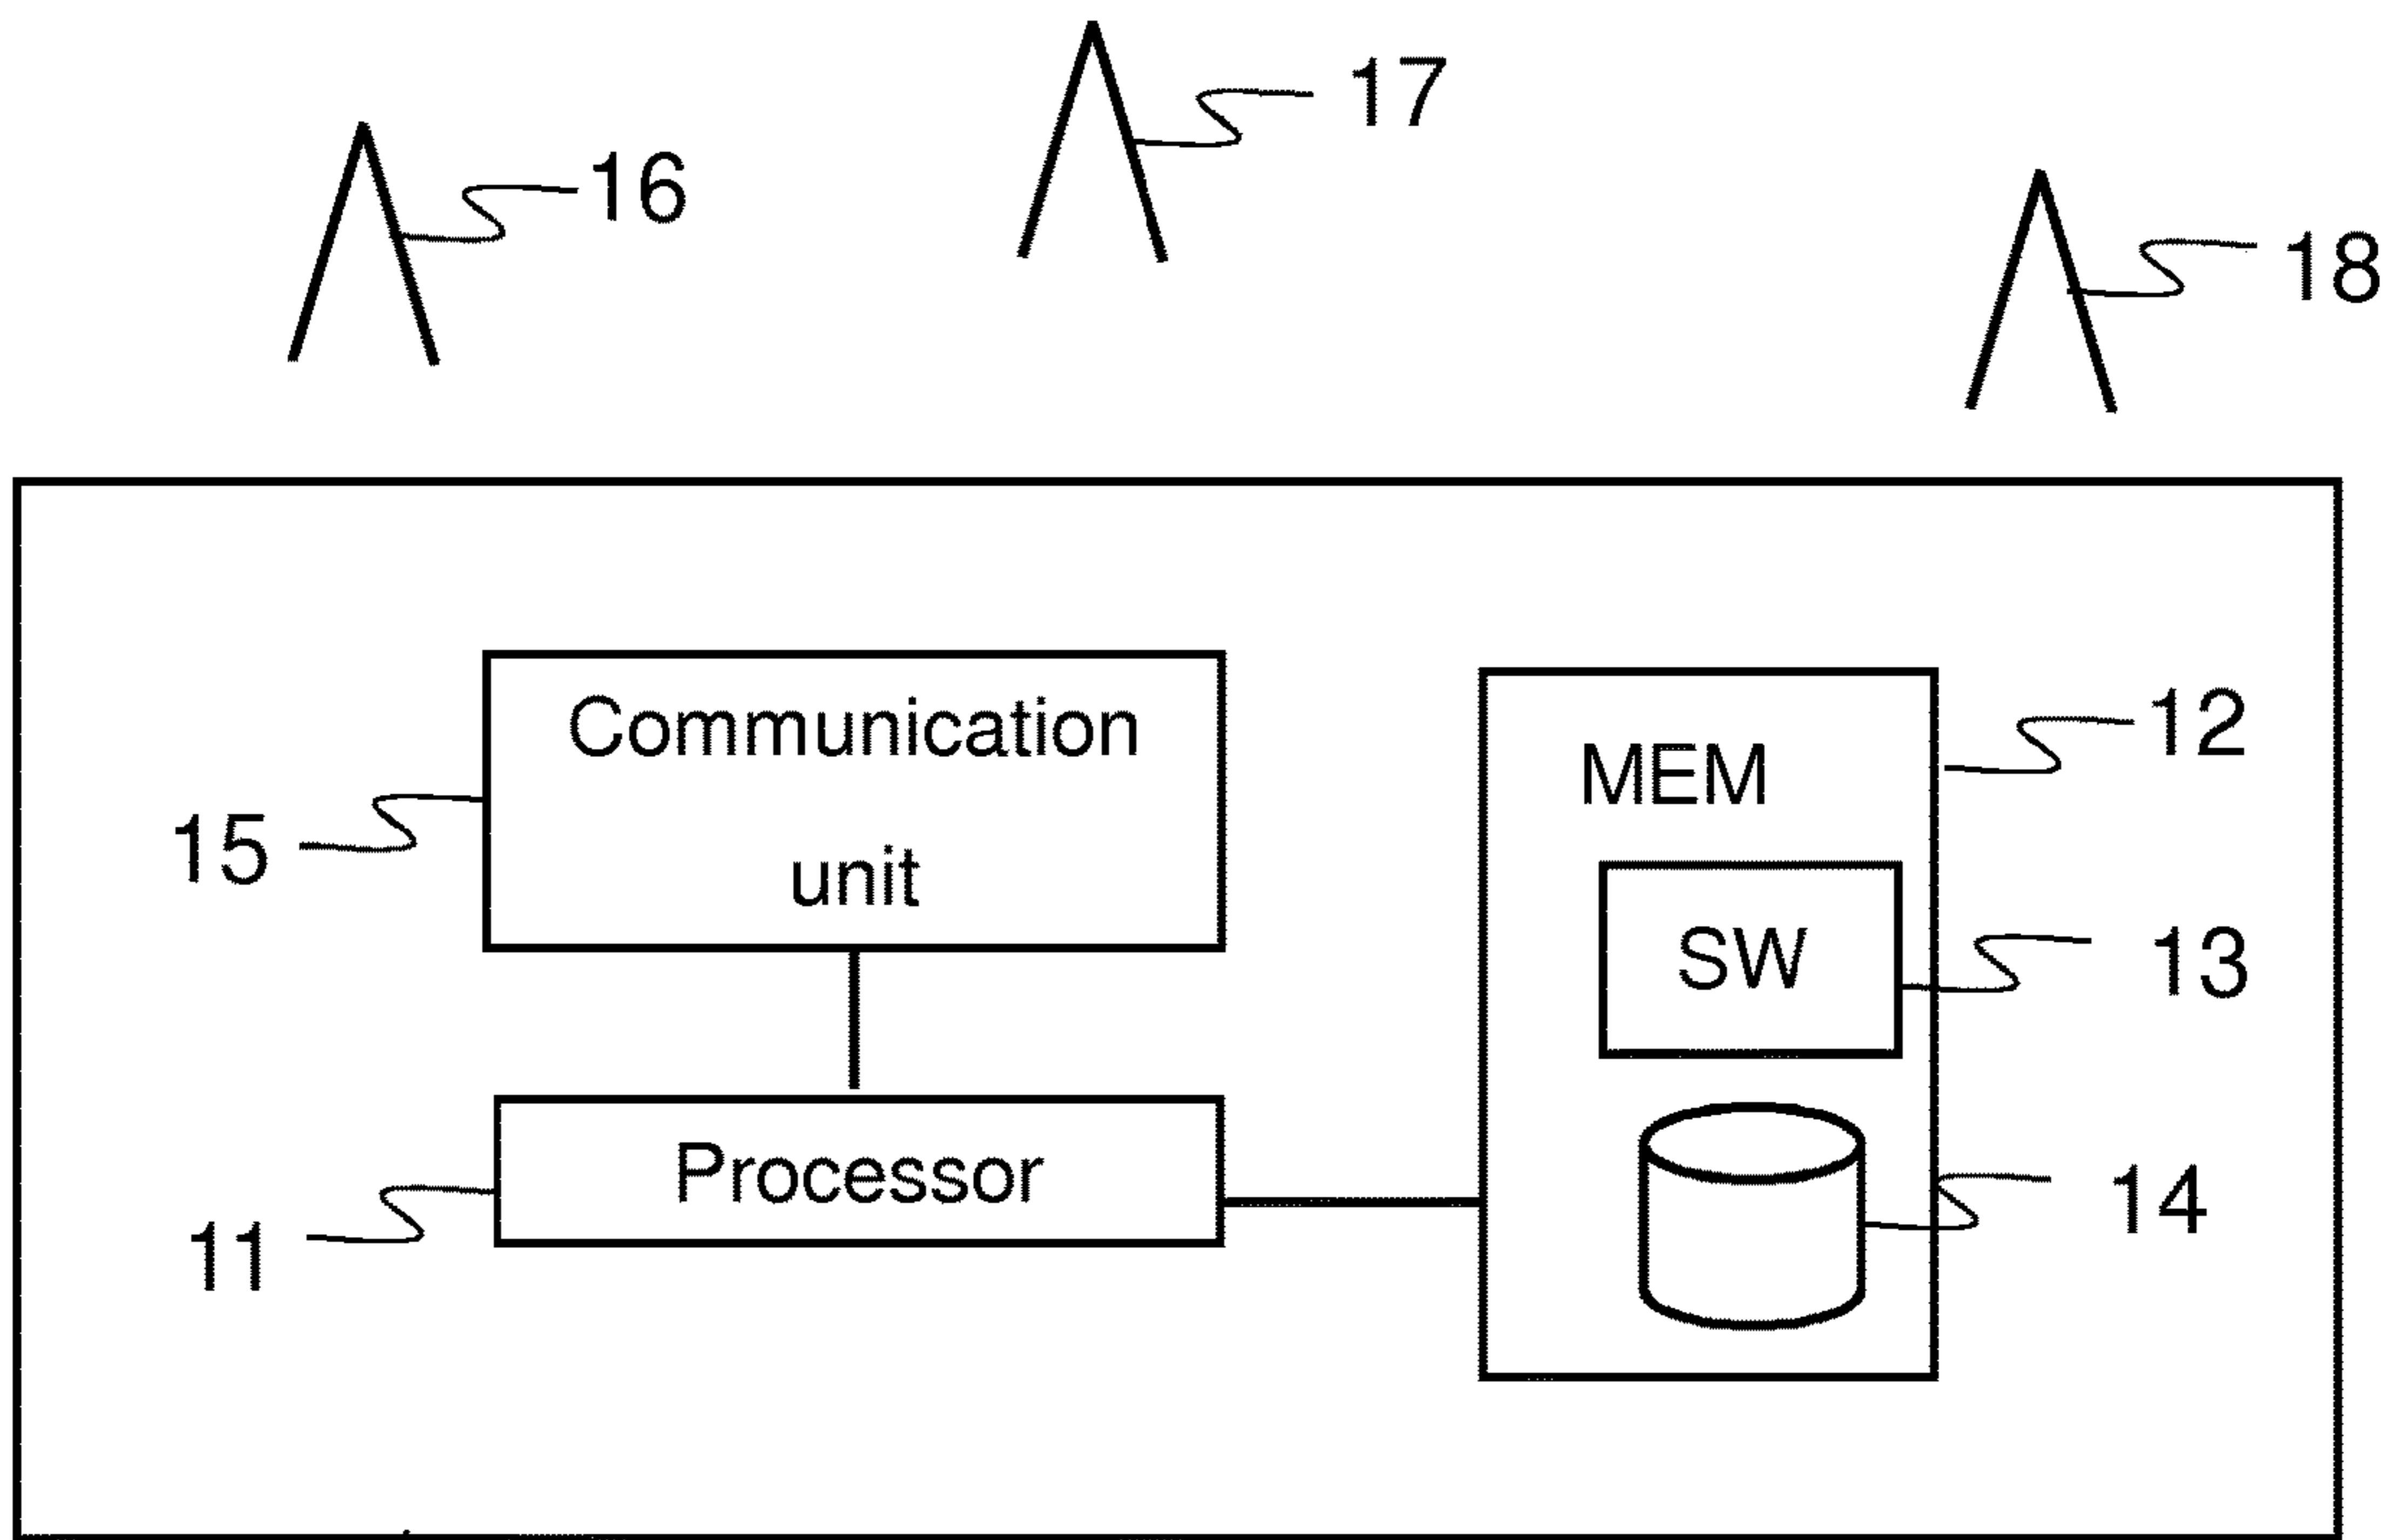 17
16
18
Communication
unit
15
MEM
12
SW
13
Processor
11
14